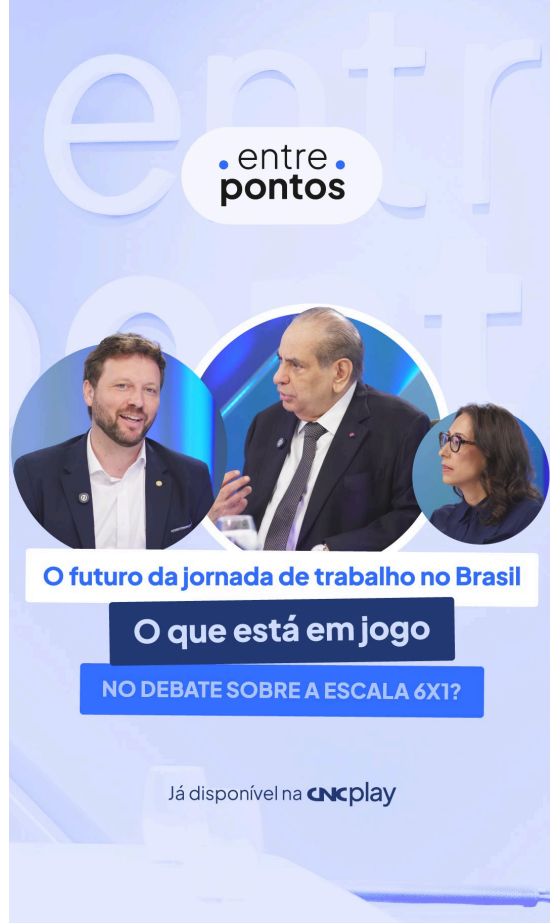 entre
pontos
O futuro da jornada de trabalho no Brasil
O que está em jogo
NO DEBATE SOBRE A ESCALA 6X1?
Já disponível na CNCplay